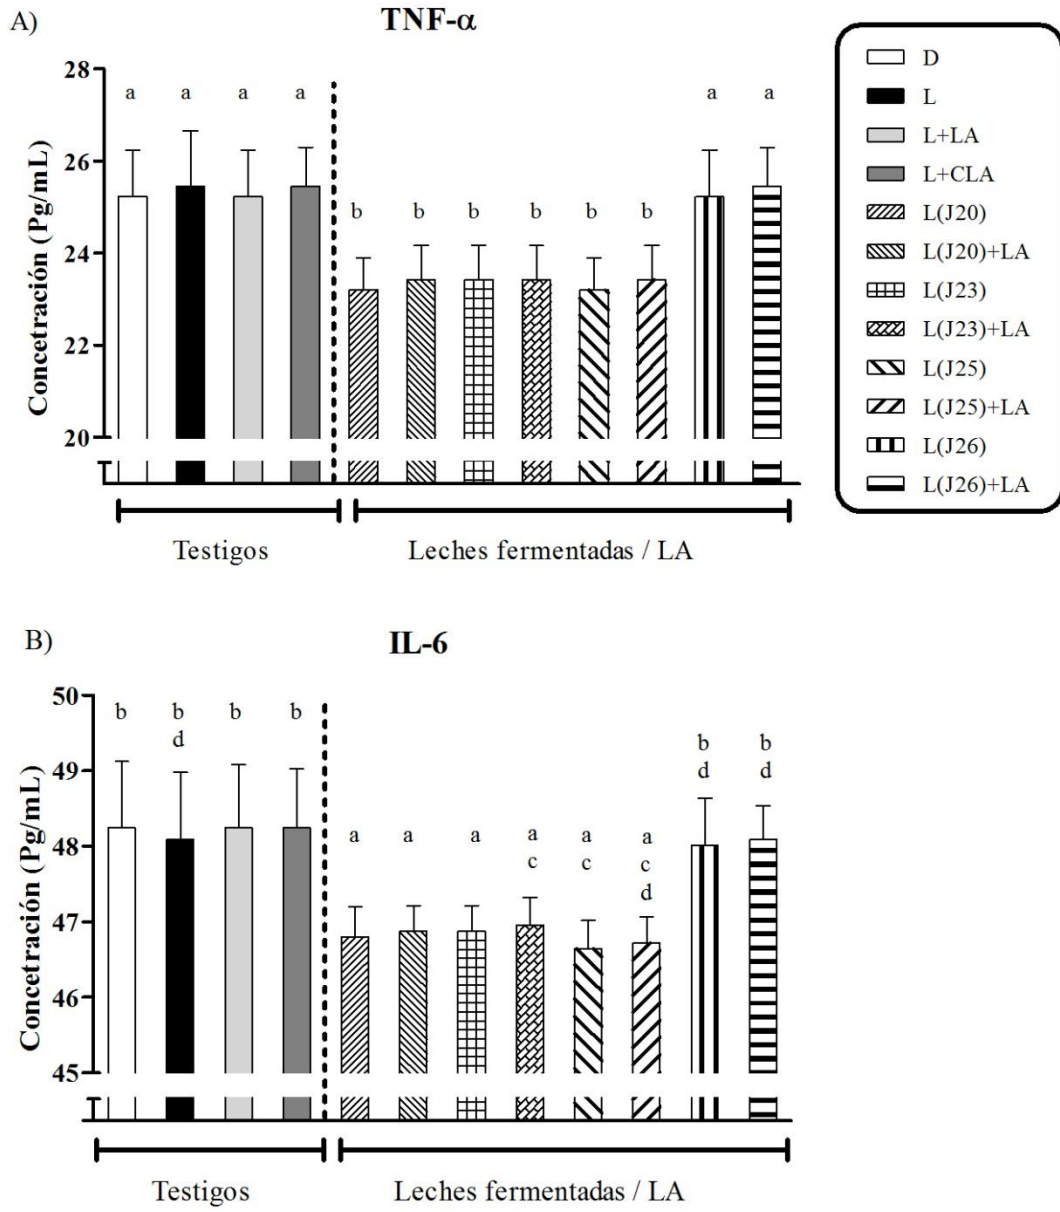 A)
TNF-α
Concetración (Pg/mL)
28
26
24
22
20
a a a a b b b b b b a a
Testigos
Leches fermentadas / LA
D
L
L+LA
L+CLA
L(J20)
L(J20)+LA
L(J23)
L(J23)+LA
L(J25)
L(J25)+LA
L(J26)
L(J26)+LA
B)
IL-6
Concetración (Pg/mL)
50
49
48
47
46
45
b b b b a a a a a a b b
d c c c d d
d
Testigos
Leches fermentadas / LA